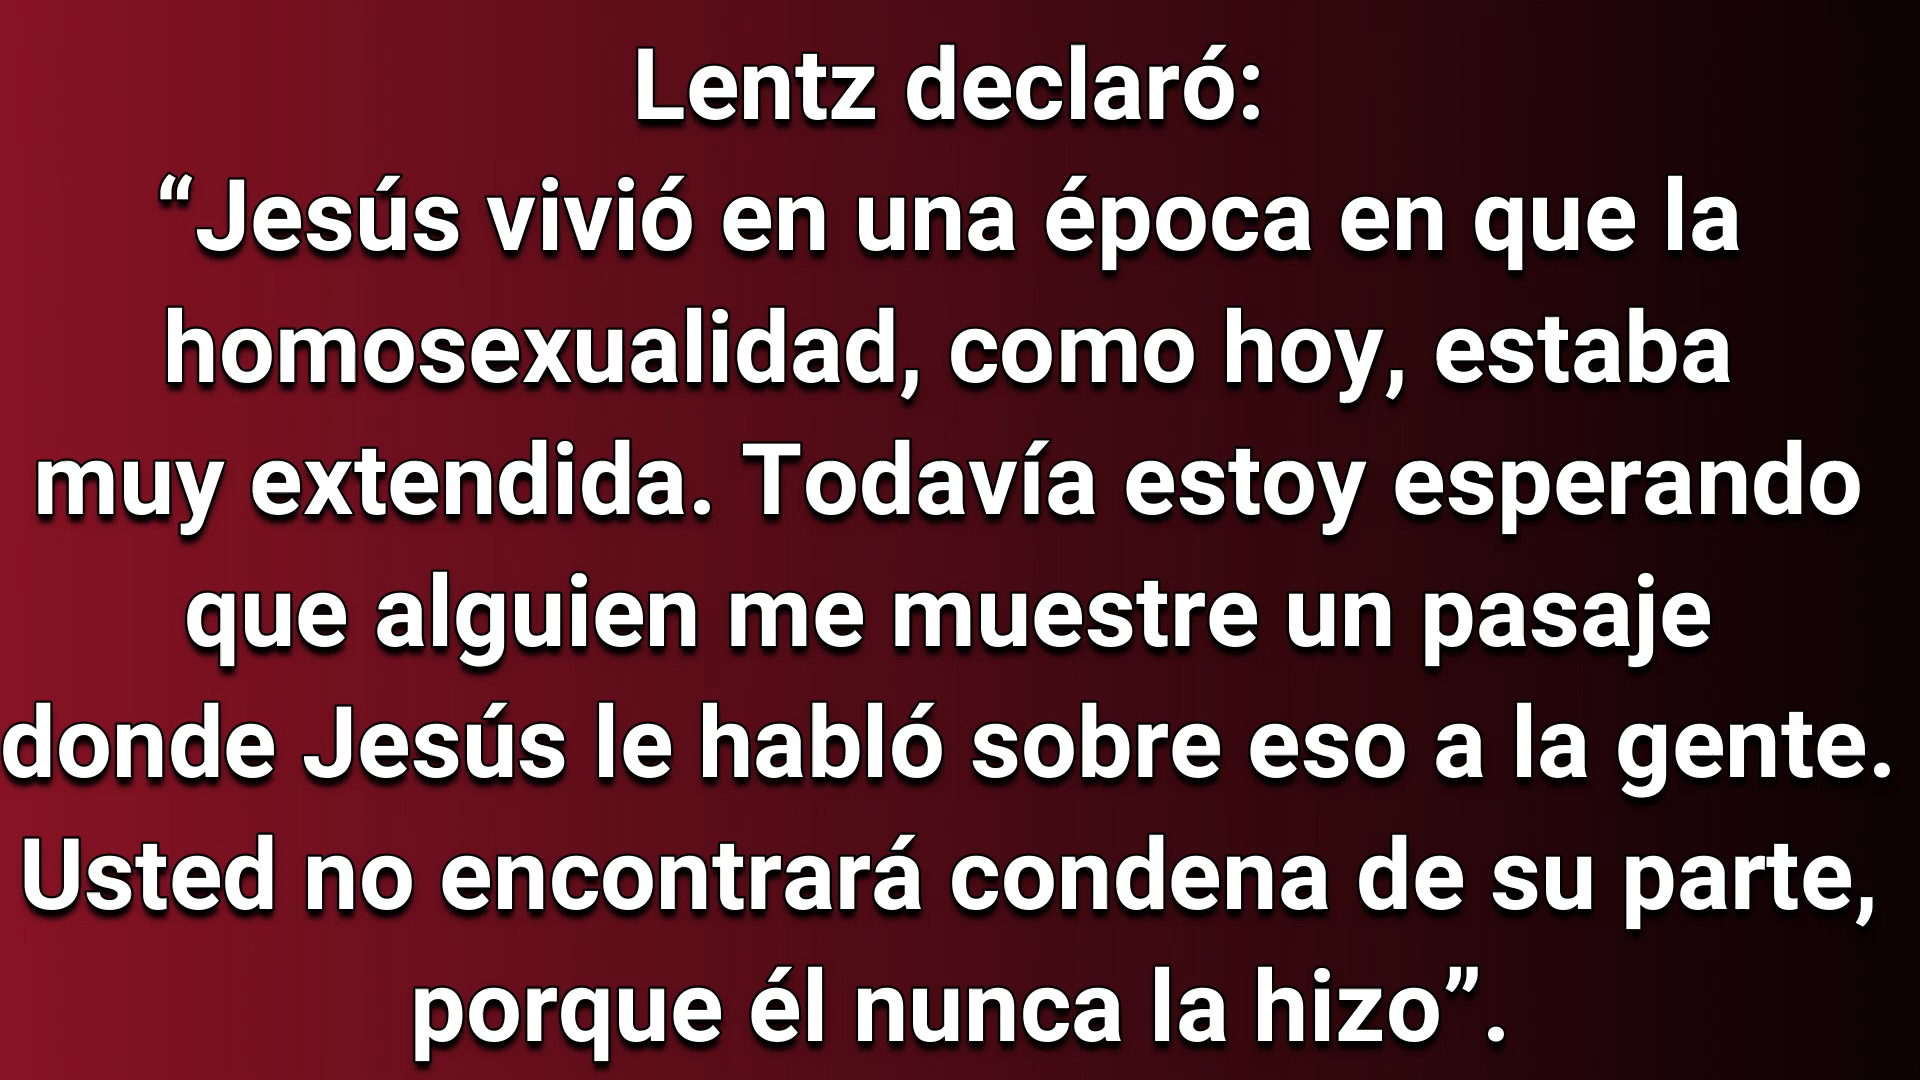 Lentz declaró:
“Jesús vivió en una época en que la
homosexualidad, como hoy, estaba
muy extendida. Todavía estoy esperando
que alguien me muestre un pasaje
donde Jesús le habló sobre eso a la gente.
Usted no encontrará condena de su parte,
porque él nunca la hizo”.